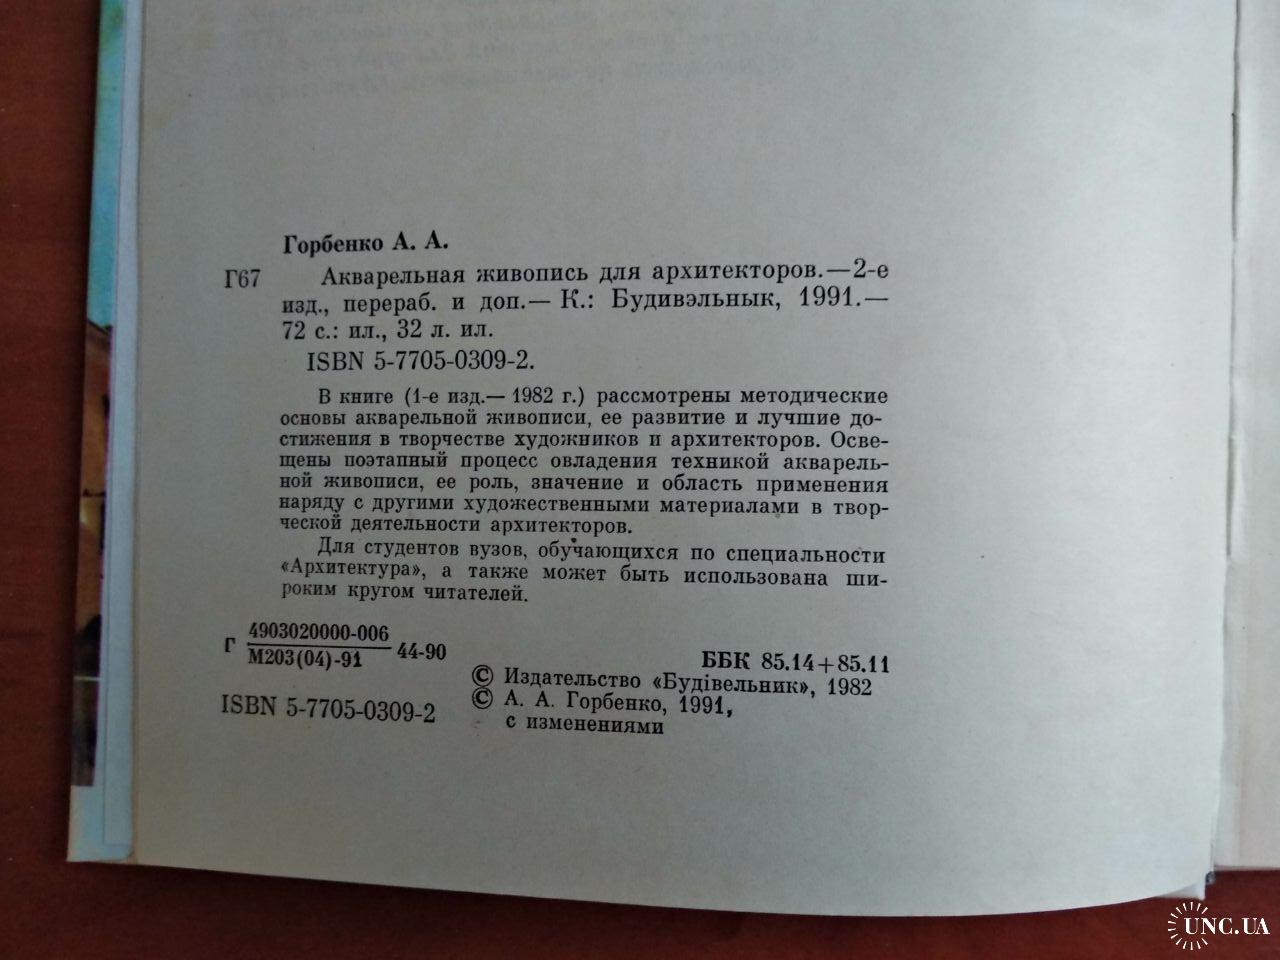 Горбенко А. А.
Г67 Акварельная живопись для архитекторов.—2-е
изд., перераб. и доп.— К.: Будивэльнык, 1991.—
72 с.: ил., 32 л. ил.
ISBN 5-7705-0309-2.
В книге (1-е изд.— 1982 г.) рассмотрены методические
основы акварельной живописи, ее развитие и лучшие до-
стижения в творчестве художников и архитекторов. Осве-
щены поэтапный процесс овладения техникой акварель-
ной живописи, ее роль, значение и область применения
наряду с другими художественными материалами в твор-
ческой деятельности архитекторов.
Для студентов вузов, обучающихся по специальности
«Архитектура», а также может быть использована ши-
роким кругом читателей.
4903020000-006
Г 44-90
М203(04)-91
ББК 85.14+85.11
© Издательство «Будівельник», 1982
© А. А. Горбенко, 1991,
с изменениями
ISBN 5-7705-0309-2
UNC.UA